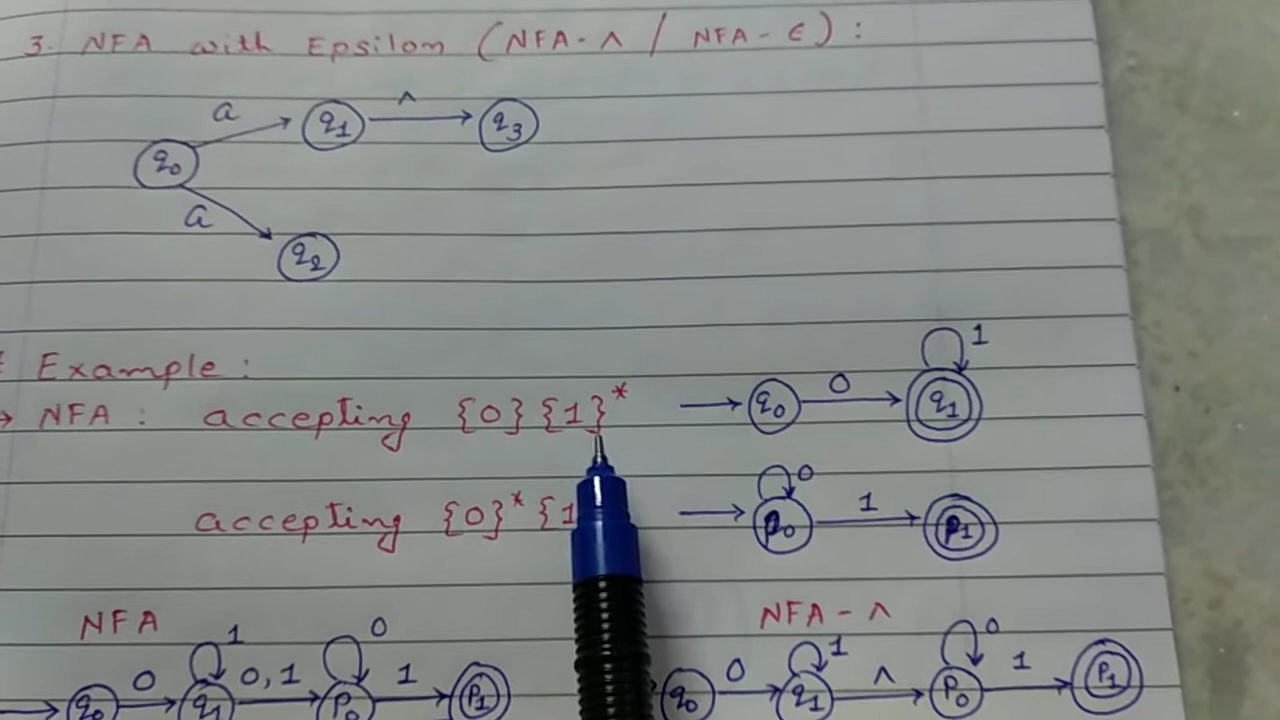 3. NFA with Epsilon (NFA-Λ / NFA-ϵ) :
a q1 Λ q3
q0
a
q2
Example :
1
→ NFA : accepting {0}{1}* q0 0 q1
0
accepting {0}*{1 p0 1 p1
NFA NFA-Λ
1 0 1 0
q0 0 q1 0,1 p0 1 p1 q0 0 q1 Λ p0 1 p1